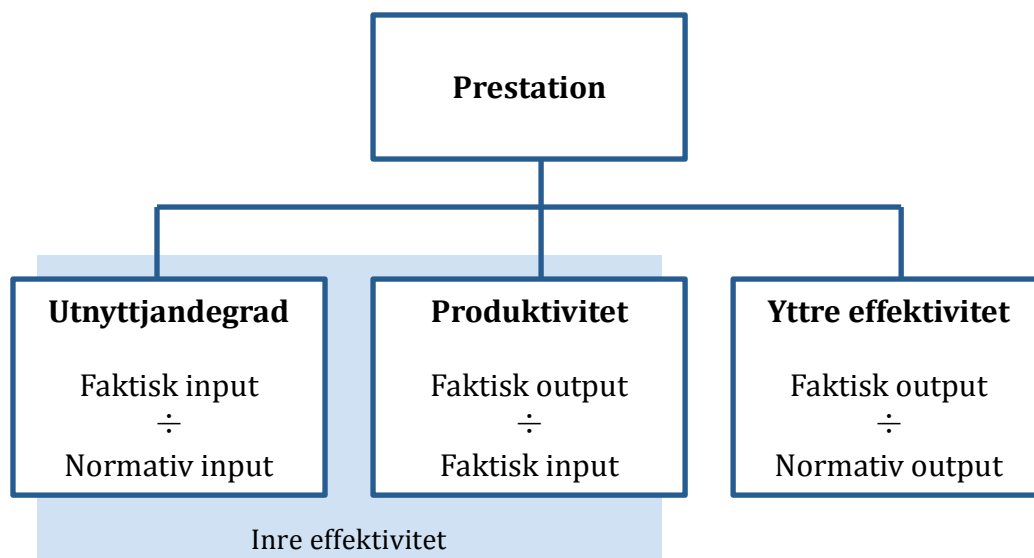 Prestation
Utnyttjandegrad
Faktisk input
÷
Normativ input
Produktivitet
Faktisk output
÷
Faktisk input
Yttre effektivitet
Faktisk output
÷
Normativ output
Inre effektivitet